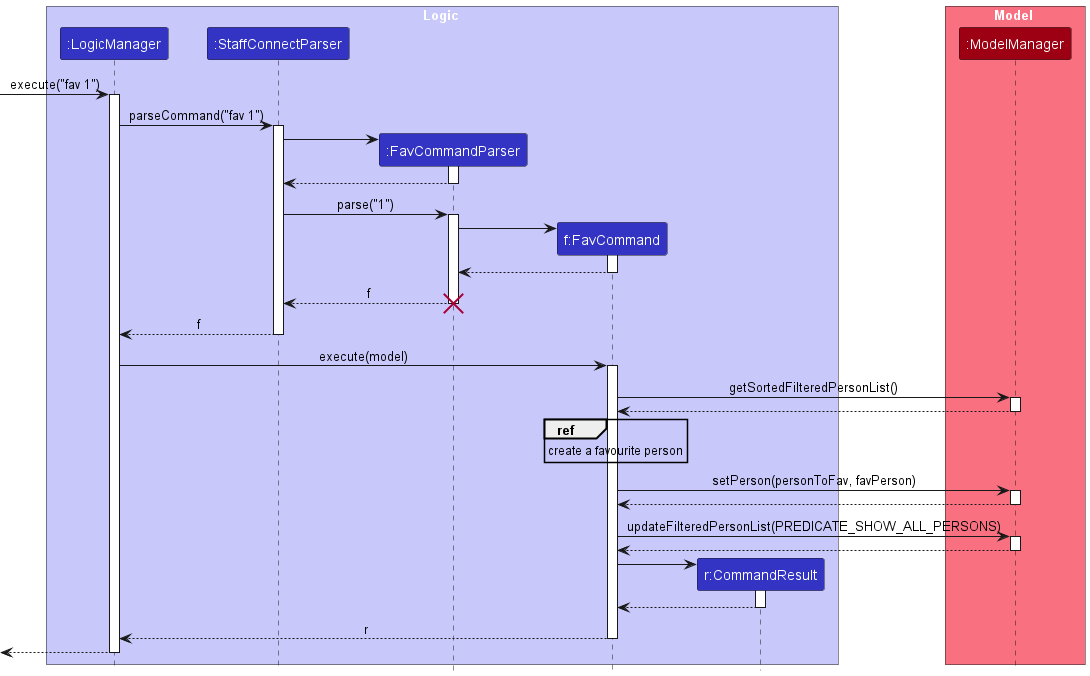 Logic
Model
:LogicManager
:StaffConnectParser
:ModelManager
execute("fav 1")
parseCommand("fav 1")
:FavCommandParser
parse("1")
f:FavCommand
f
f
execute(model)
getSortedFilteredPersonList()
ref
create a favourite person
setPerson(personToFav, favPerson)
updateFilteredPersonList(PREDICATE_SHOW_ALL_PERSONS)
r:CommandResult
r